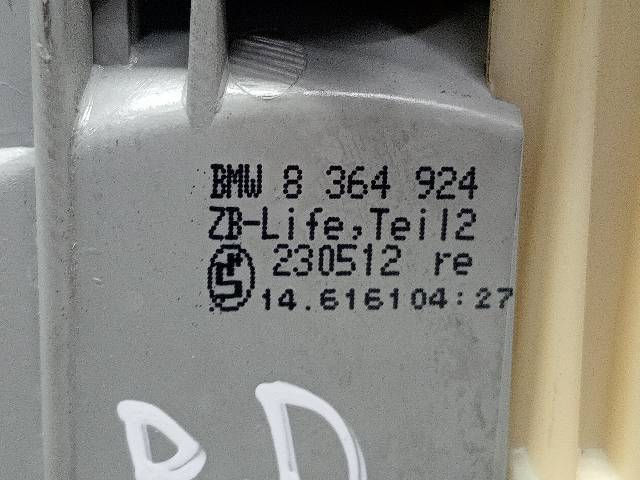 BMW 8 364 924
ZB-Life,Teil2
230512 re
14.616104:27